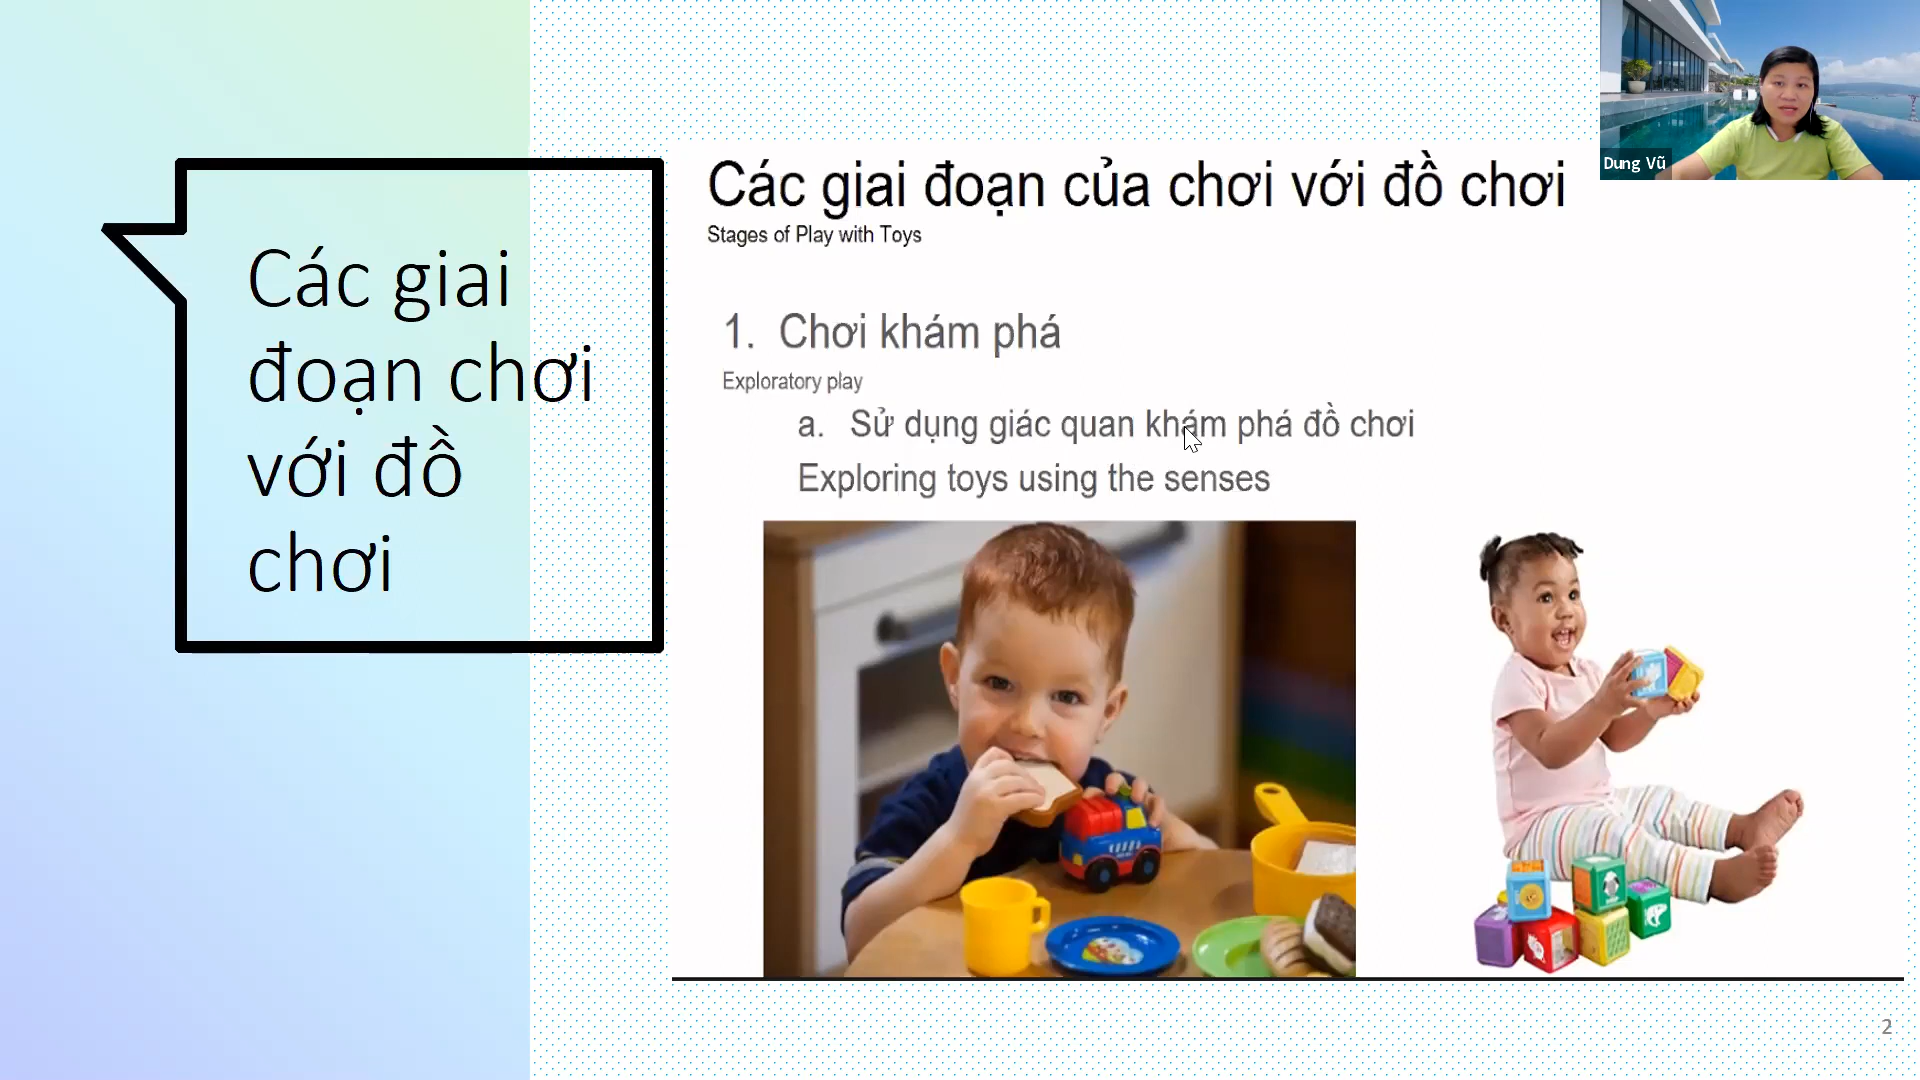 Các giai
đoạn chơi
với đồ
chơi
Các giai đoạn của chơi với đồ chơi
Stages of Play with Toys
1. Chơi khám phá
Exploratory play
a. Sử dụng giác quan khám phá đồ chơi
Exploring toys using the senses
Dung Vũ
2